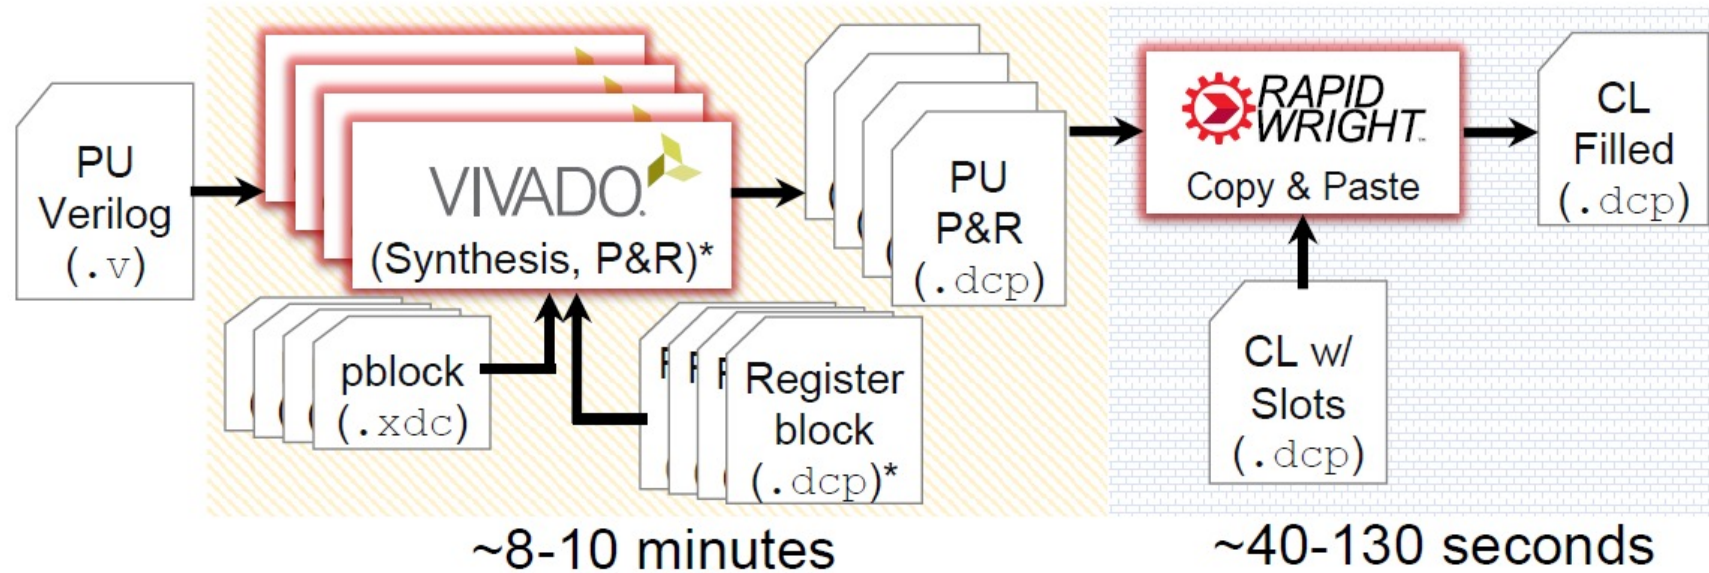 PU
Verilog
(.v)
VIVADO.
(Synthesis, P&R)*
pblock
(.xdc)
Register
block
(.dcp)*
PU
P&R
(.dcp)
RAPID
WRIGHT
Copy & Paste
CL w/
Slots
(.dcp)
CL
Filled
(.dcp)
~8-10 minutes
~40-130 seconds